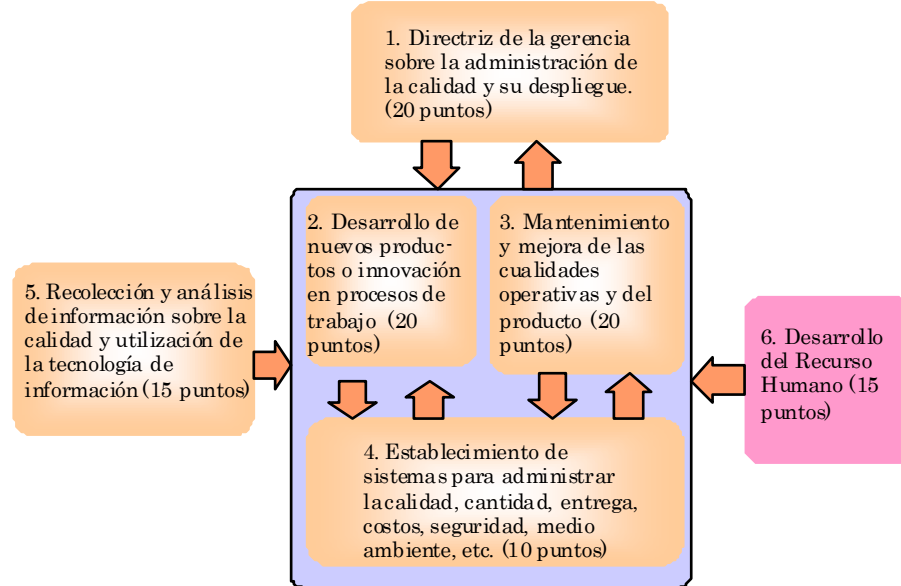 1. Directriz de la gerencia
sobre la administración de
la calidad y su despliegue.
(20 puntos)
2. Desarrollo de
nuevos produc-
tos o innovación
en procesos de
trabajo (20
puntos)
3. Mantenimiento
y mejora de las
cualidades
operativas y del
producto (20
puntos)
5. Recolección y análisis
de información sobre la
calidad y utilización de
la tecnología de
información (15 puntos)
6. Desarrollo
del Recurso
Humano (15
puntos)
4. Establecimiento de
sistemas para administrar
lacalidad, cantidad, entrega,
costos, seguridad, medio
ambiente, etc. (10 puntos)